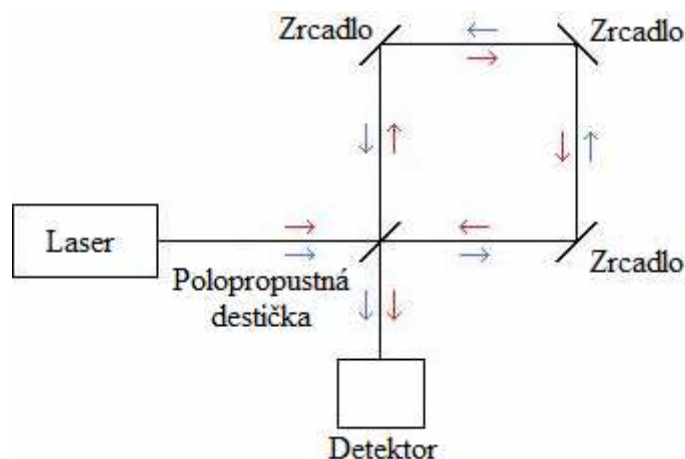 Zrcadlo
Zrcadlo
Laser
Polopropustná
destička
Zrcadlo
Detektor